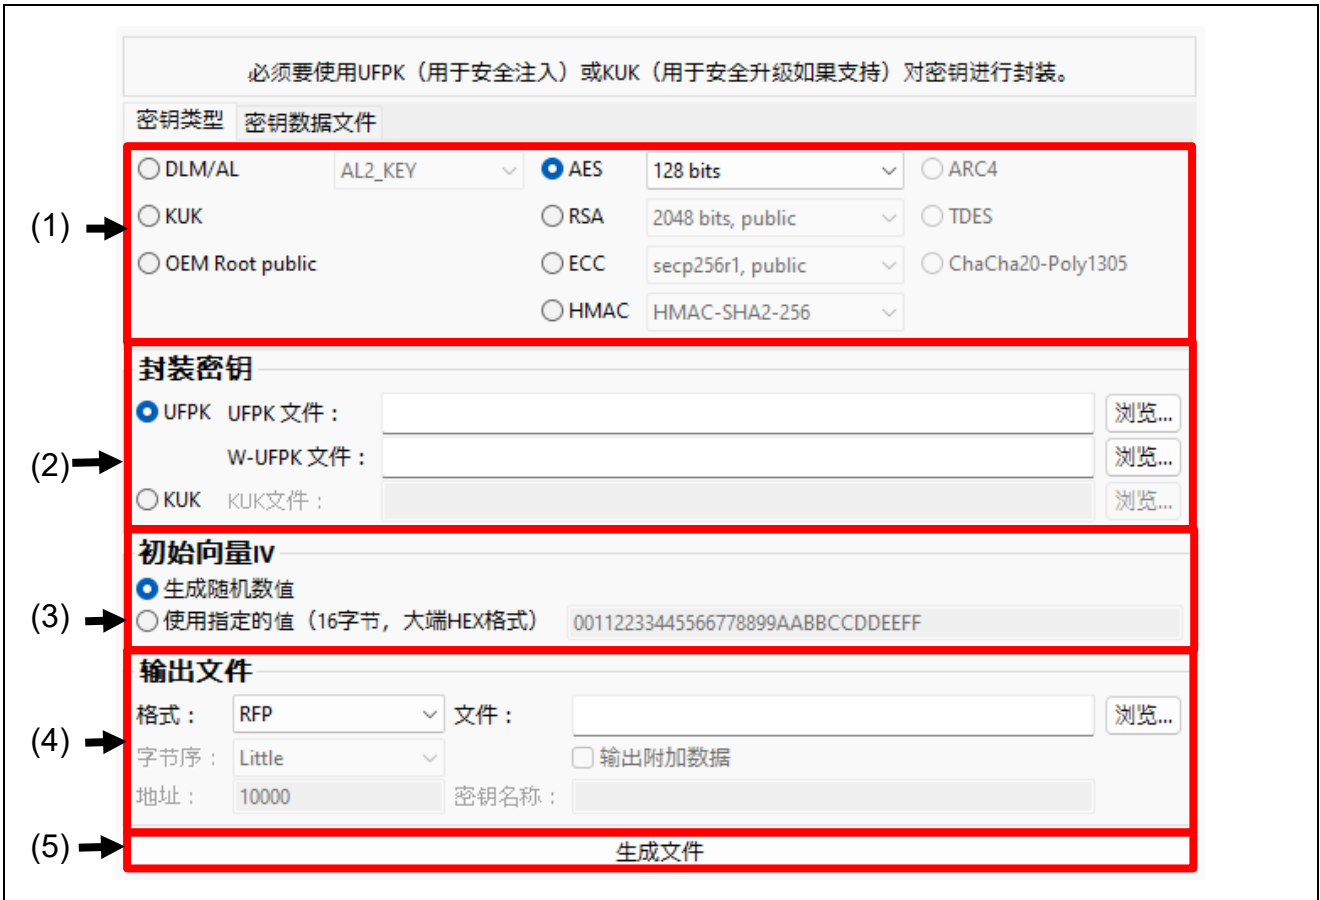 必须要使用UFPK（用于安全注入）或KUK（用于安全升级如果支持）对密钥进行封装。
密钥类型 密钥数据文件
DLM/AL AL2_KEY AES 128 bits ARC4
(1) KUK RSA 2048 bits, public TDES
OEM Root public ECC secp256r1, public ChaCha20-Poly1305
HMAC HMAC-SHA2-256
封装密钥
UFPK UFPK 文件： 浏览...
(2) W-UFPK 文件： 浏览...
KUK KUK文件： 浏览...
初始向量IV
生成随机数值
(3) 使用指定的值（16字节，大端HEX格式） 00112233445566778899AABBCCDDEEFF
输出文件
格式： RFP 文件： 浏览...
(4) 字节序： Little 输出附加数据
地址： 10000 密钥名称：
(5) 生成文件